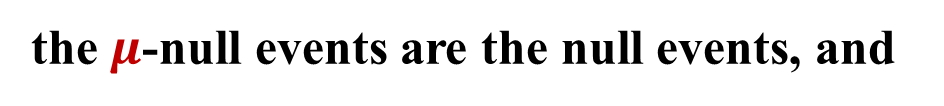 the μ-null events are the null events, and